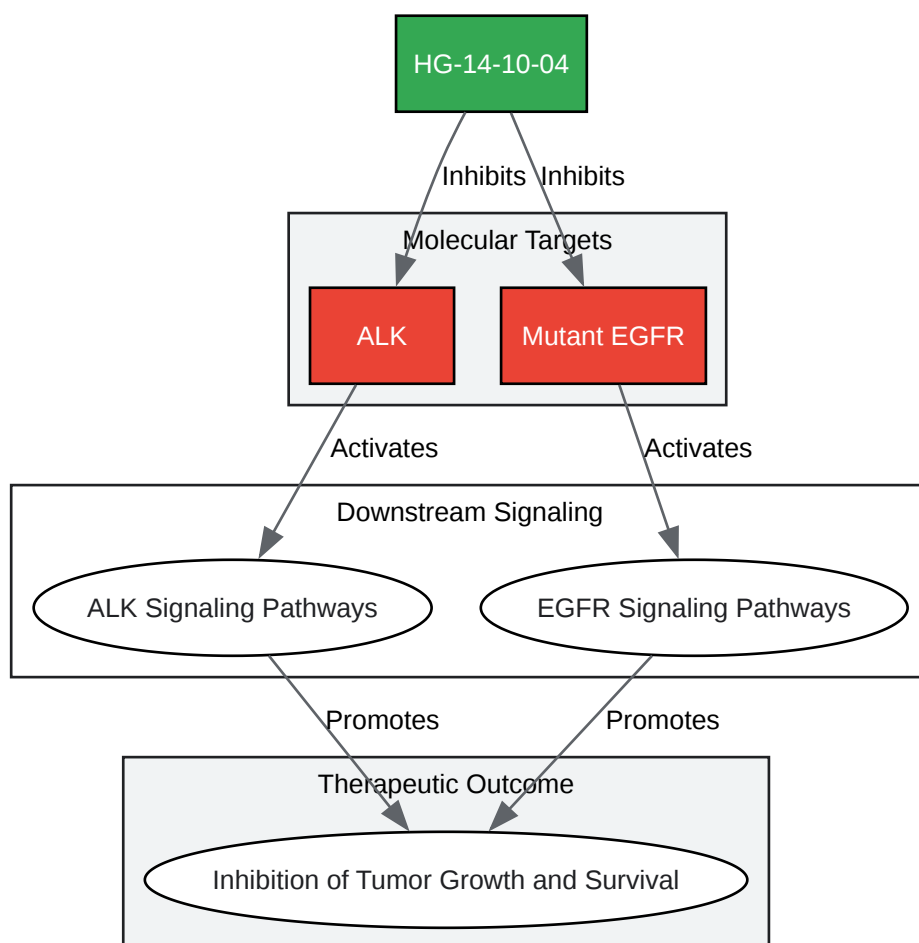 HG-14-10-04
Inhibits
Inhibits
Molecular Targets
ALK
Mutant EGFR
Activates
Activates
Downstream Signaling
ALK Signaling Pathways
EGFR Signaling Pathways
Promotes
Promotes
Therapeutic Outcome
Inhibition of Tumor Growth and Survival